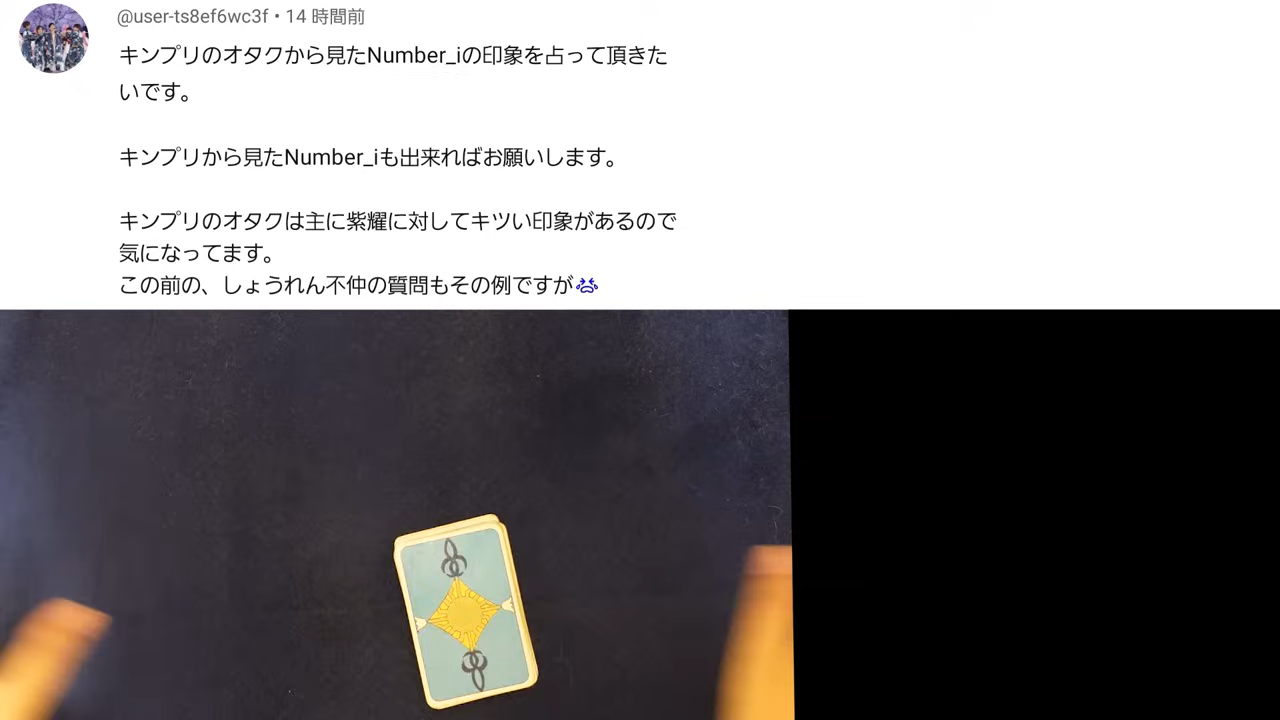 @user-ts8ef6wc3f • 14 時間前
キンプリのオタクから見たNumber_iの印象を占って頂きた
いです。
キンプリから見たNumber_iも出来ればお願いします。
キンプリのオタクは主に紫耀に対してキツい印象があるので
気になってます。
この前の、しょうれん不仲の質問もその例ですが😭